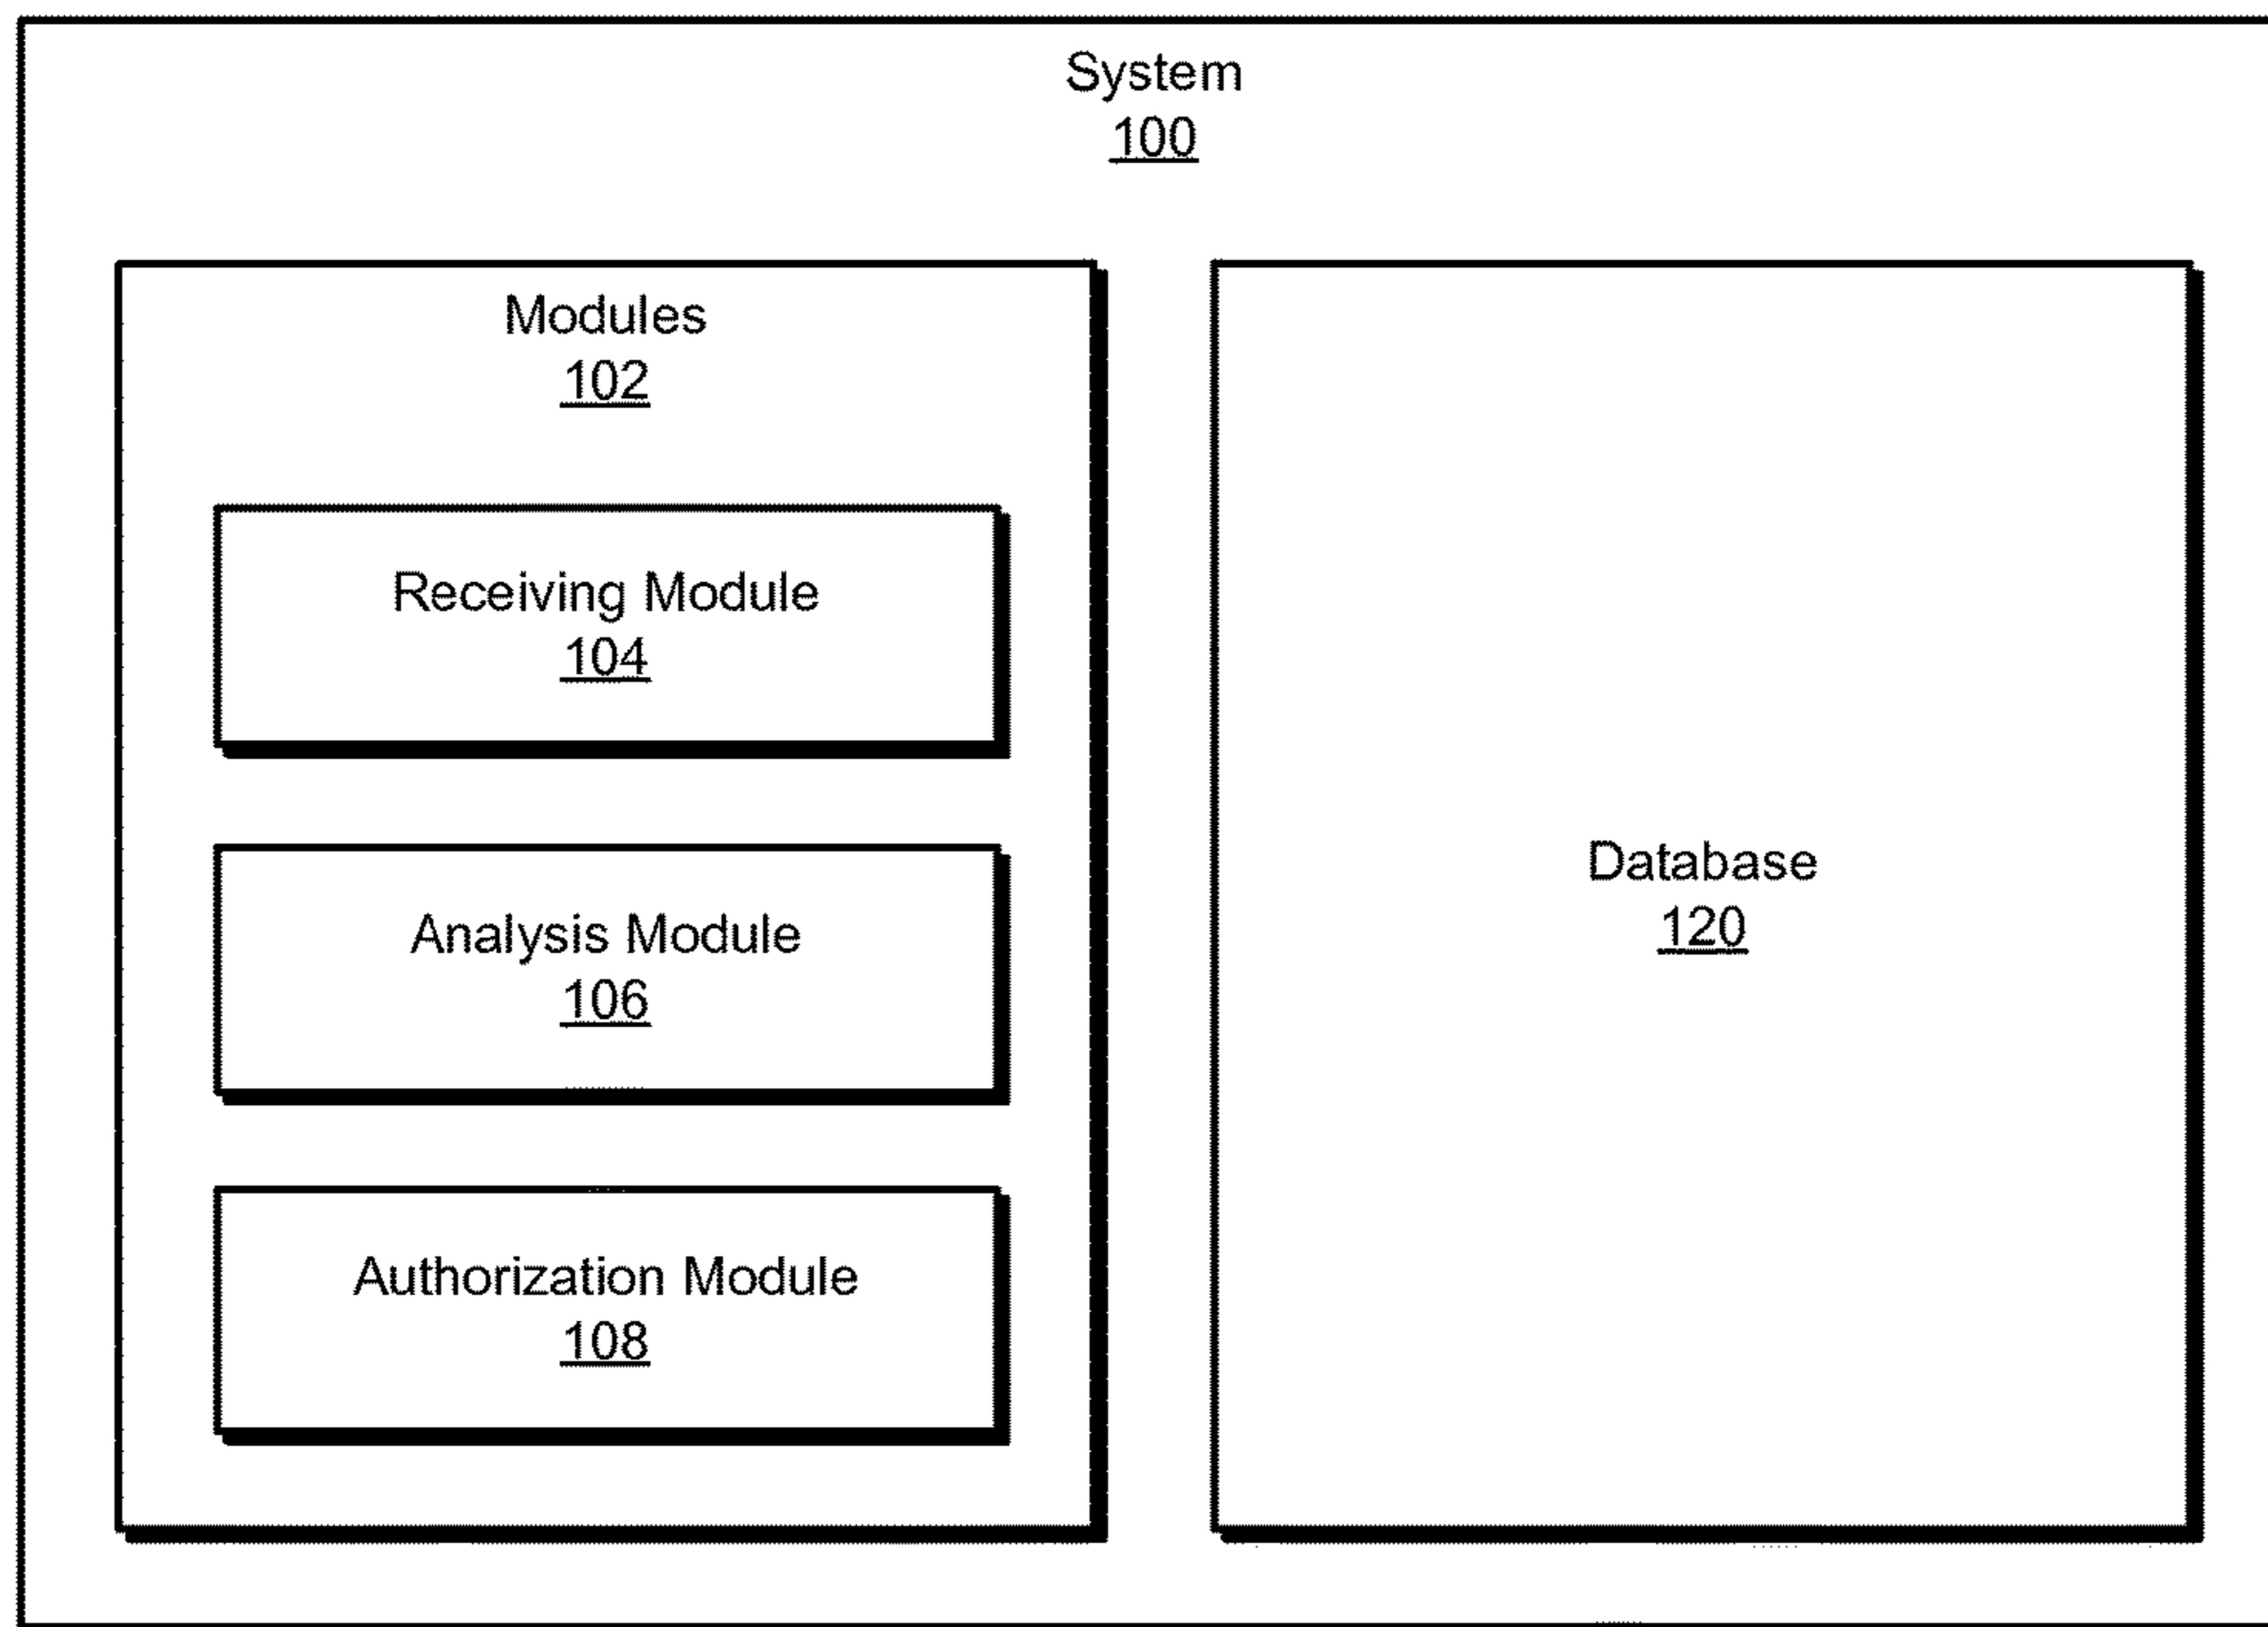 System
100
Modules
102
Receiving Module
104
Analysis Module
106
Authorization Module
108
Database
120